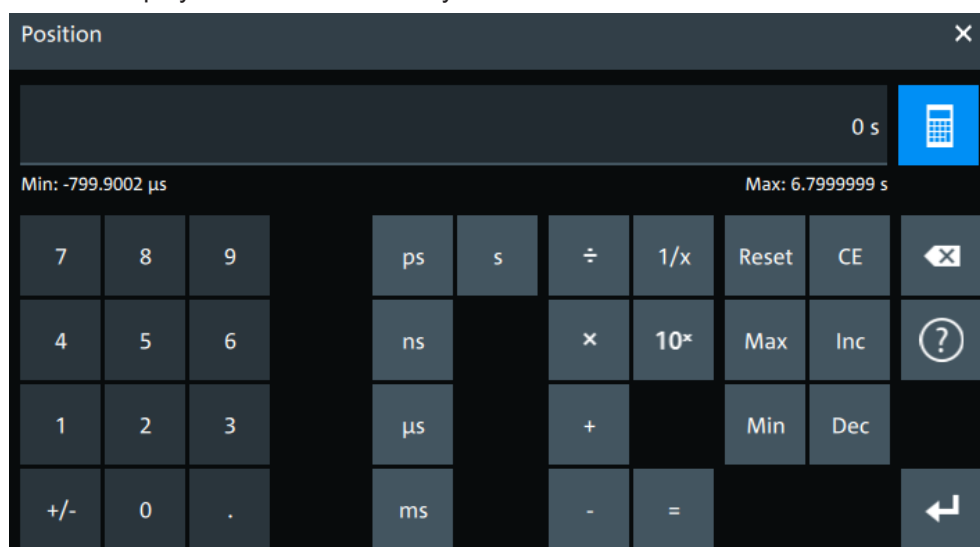 Position ×
0 s
Min: -799.9002 µs Max: 6.7999999 s
7 8 9 ps s ÷ 1/x Reset CE
4 5 6 ns × 10ˣ Max Inc ?
1 2 3 µs + Min Dec
+/- 0 . ms - =